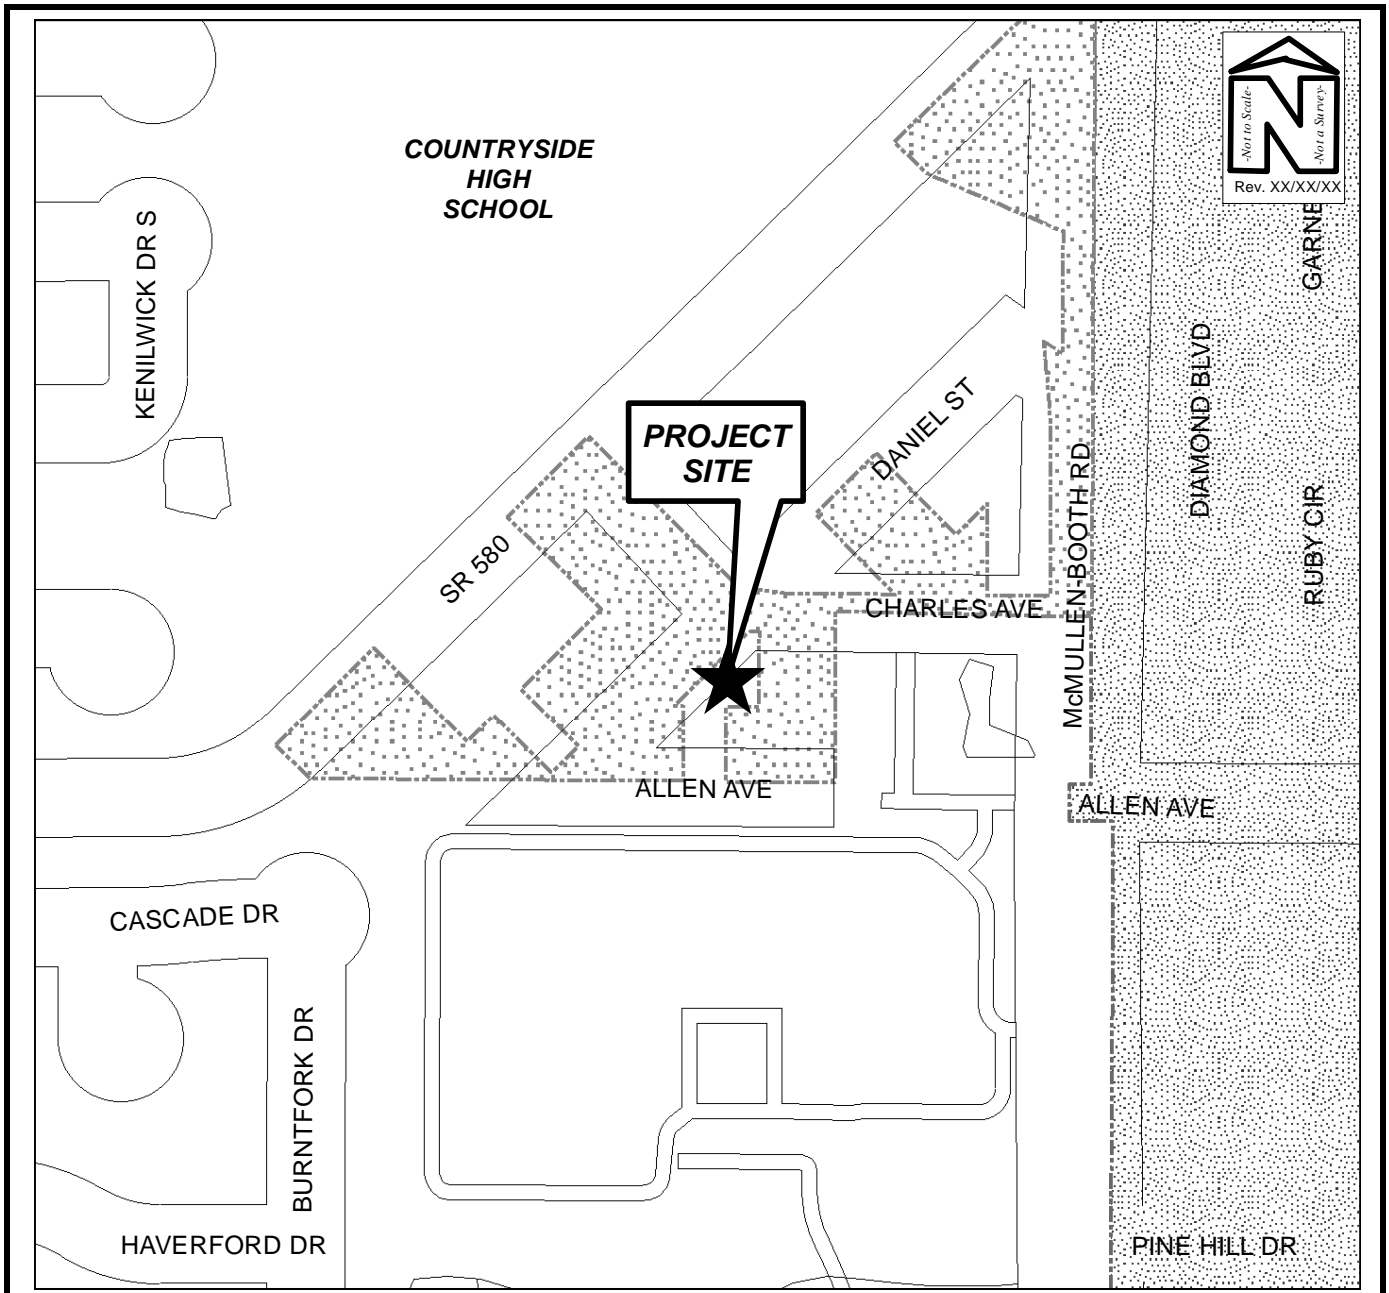 -Not to Scale-
-Not a Survey-
Rev. XX/XX/XX
COUNTRYSIDE
HIGH
SCHOOL
KENILWICK DR S
GARNE
DIAMOND BLVD
PROJECT
SITE
DANIEL ST
McMULLEN-BOOTH RD
RUBY CIR
SR 580
CHARLES AVE
ALLEN AVE
ALLEN AVE
CASCADE DR
BURNTFORK DR
HAVERFORD DR
PINE HILL DR